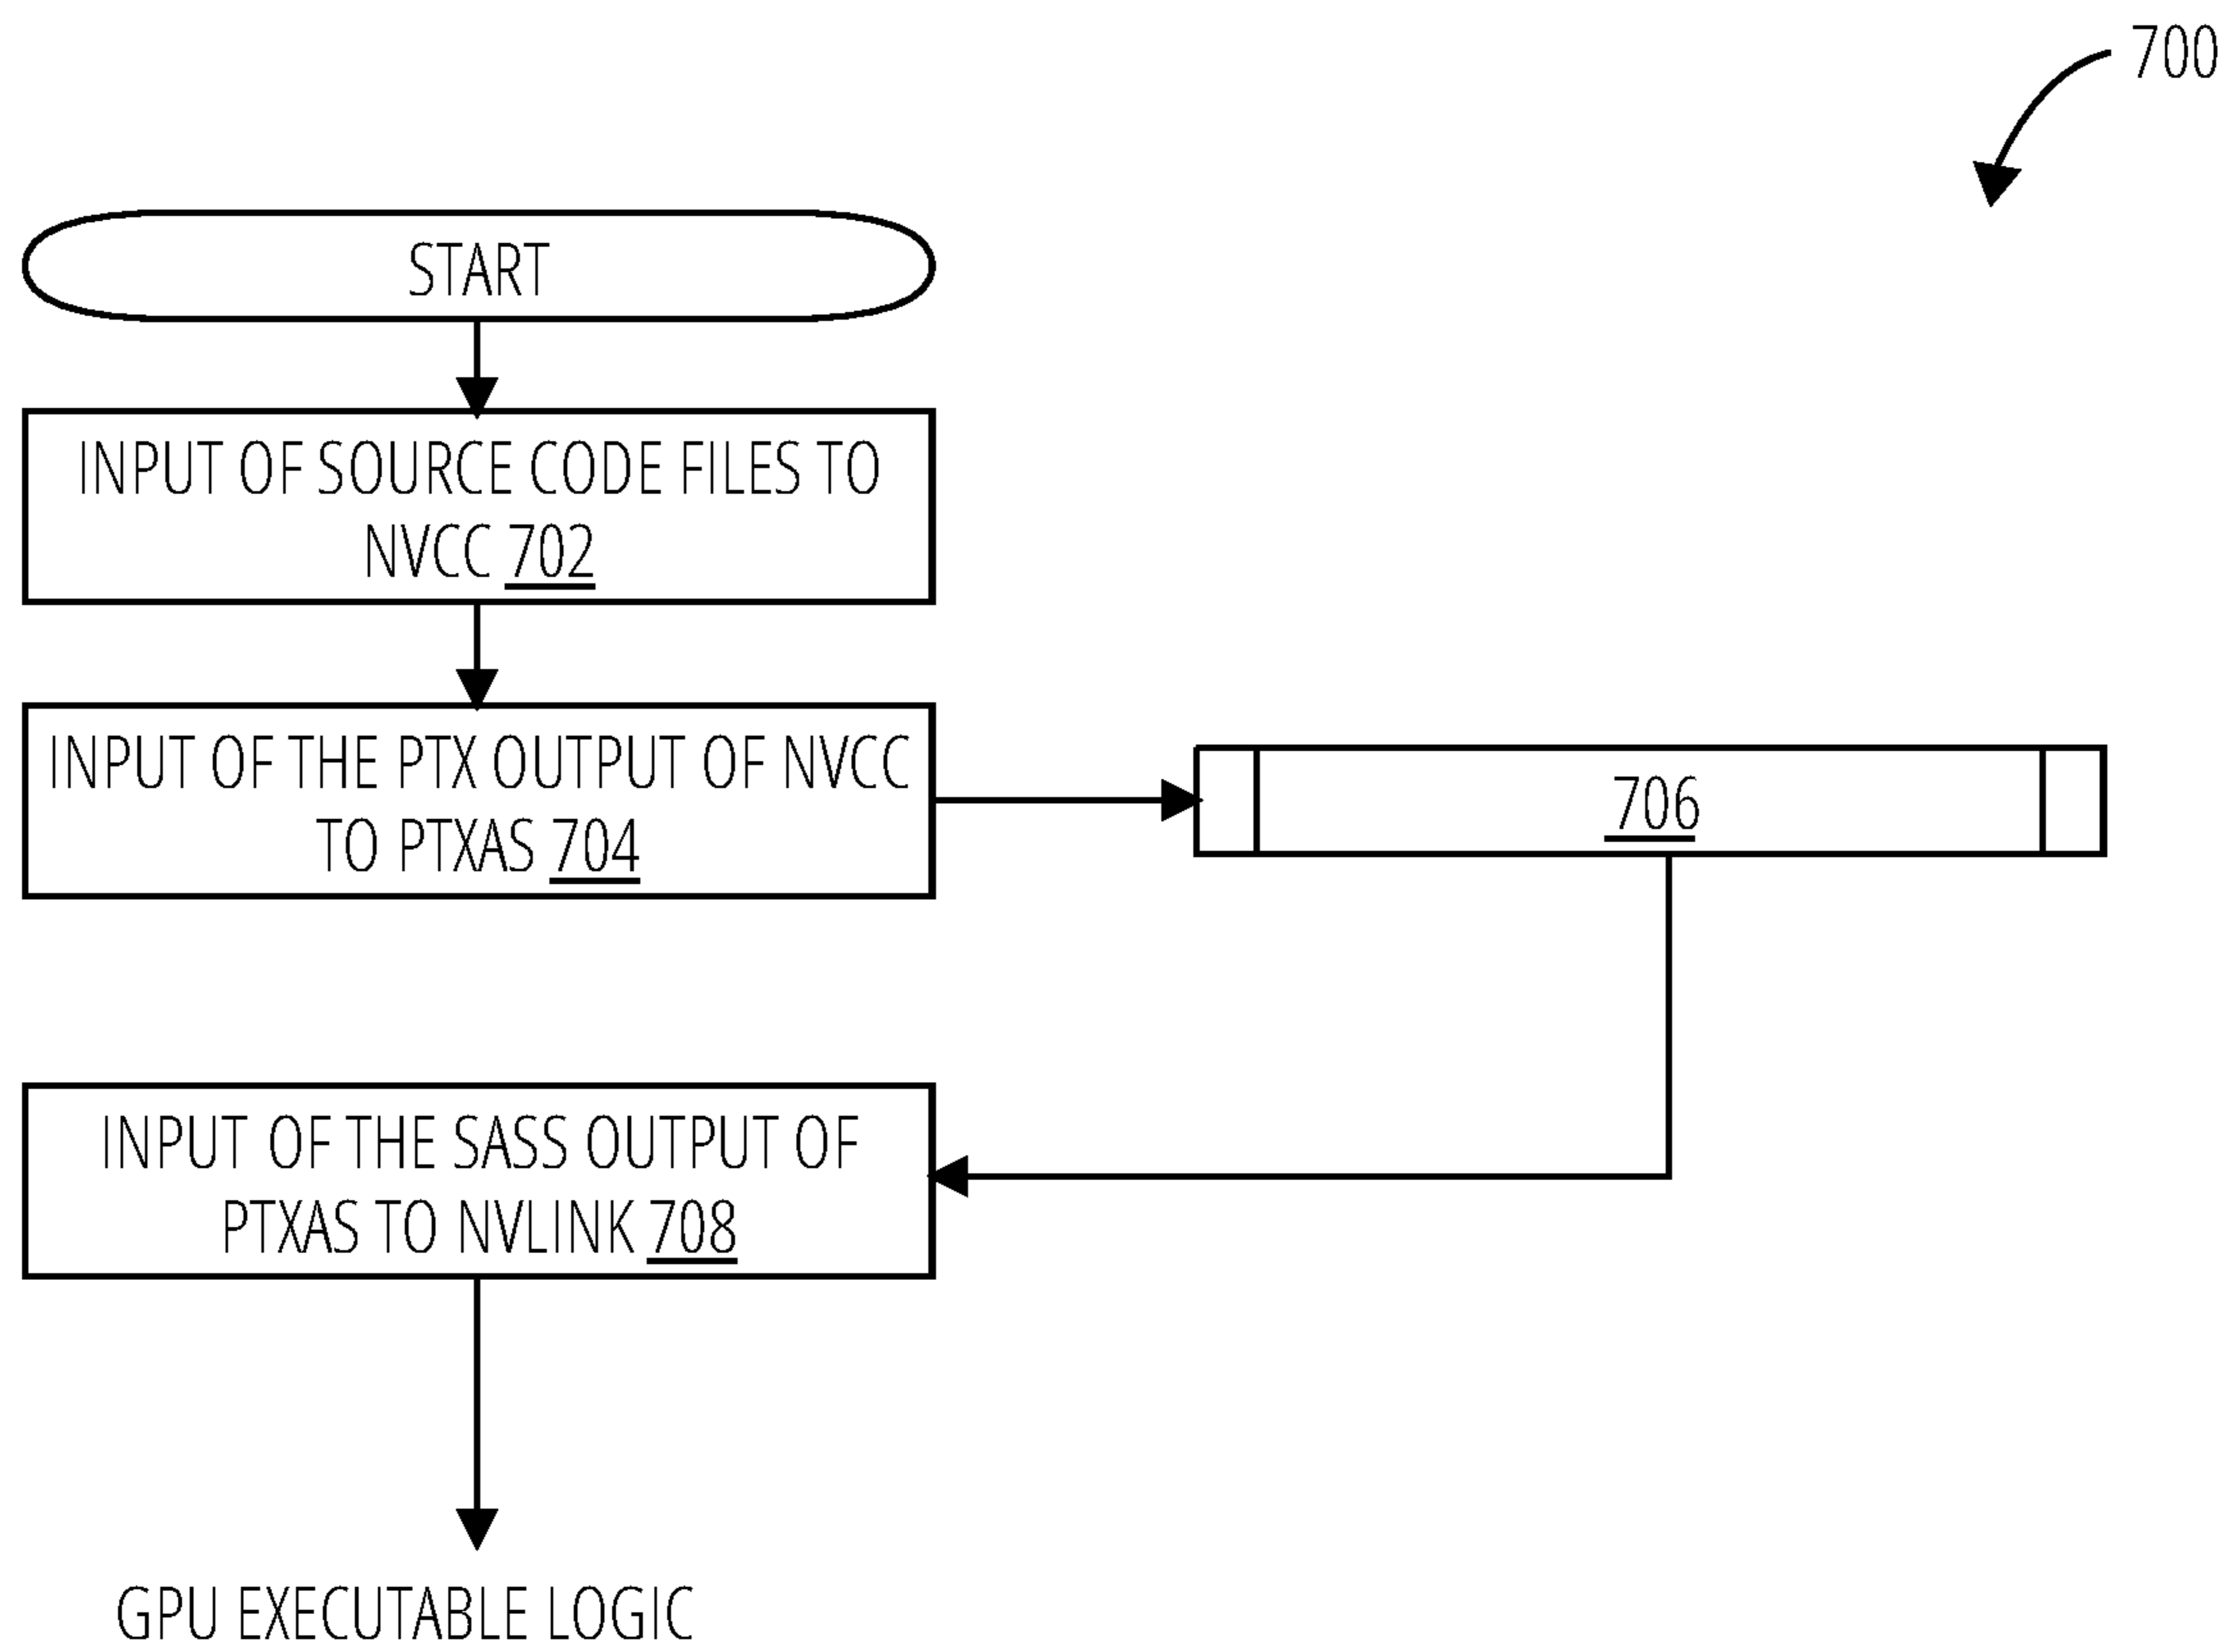 700
START
INPUT OF SOURCE CODE FILES TO
NVCC 702
INPUT OF THE PTX OUTPUT OF NVCC
TO PTXAS 704
706
INPUT OF THE SASS OUTPUT OF
PTXAS TO NVLINK 708
GPU EXECUTABLE LOGIC